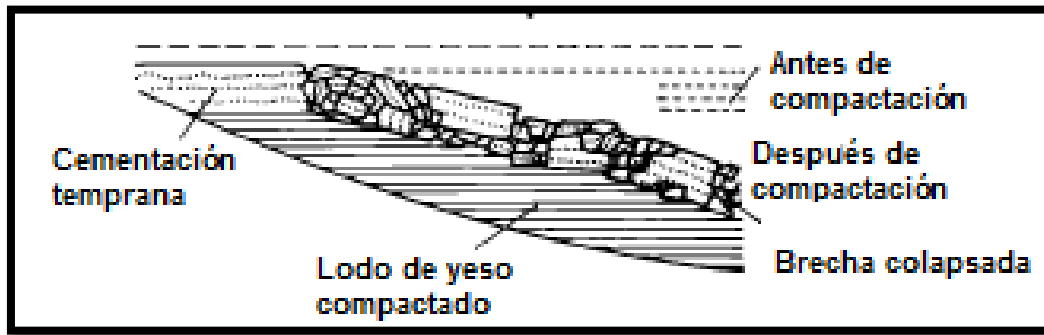 Antes de
compactación
Cementación
temprana
Después de
compactación
Lodo de yeso
compactado
Brecha colapsada